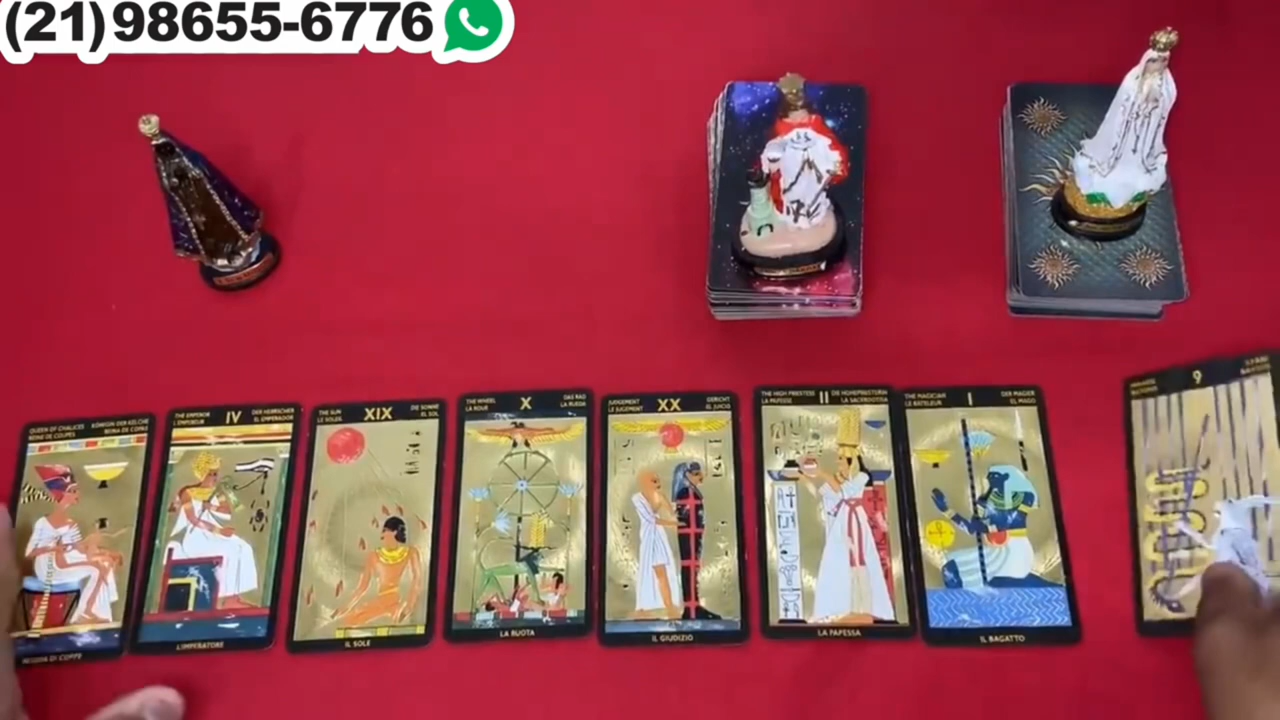 (21)98655-6776
QUEEN OF CHALICES KÖNIGIN DER KELCHE
REINE DE COUPES REINA DE COPAS
REGINA DI COPPE
THE EMPEROR IV DER HERRSCHER
L'EMPEREUR EL EMPERADOR
L'IMPERATORE
THE SUN XIX DIE SONNE
LE SOLEIL EL SOL
IL SOLE
THE WHEEL X DAS RAD
LA ROUE LA RUEDA
LA RUOTA
JUDGEMENT XX GERICHT
LE JUGEMENT EL JUICIO
IL GIUDIZIO
THE HIGH PRIESTESS II DIE HOHEPRIESTERIN
LA PAPESSE LA SACERDOTISA
LA PAPESSA
THE MAGICIAN I DER MAGIER
LE BATELEUR EL MAGO
IL BAGATTO
9